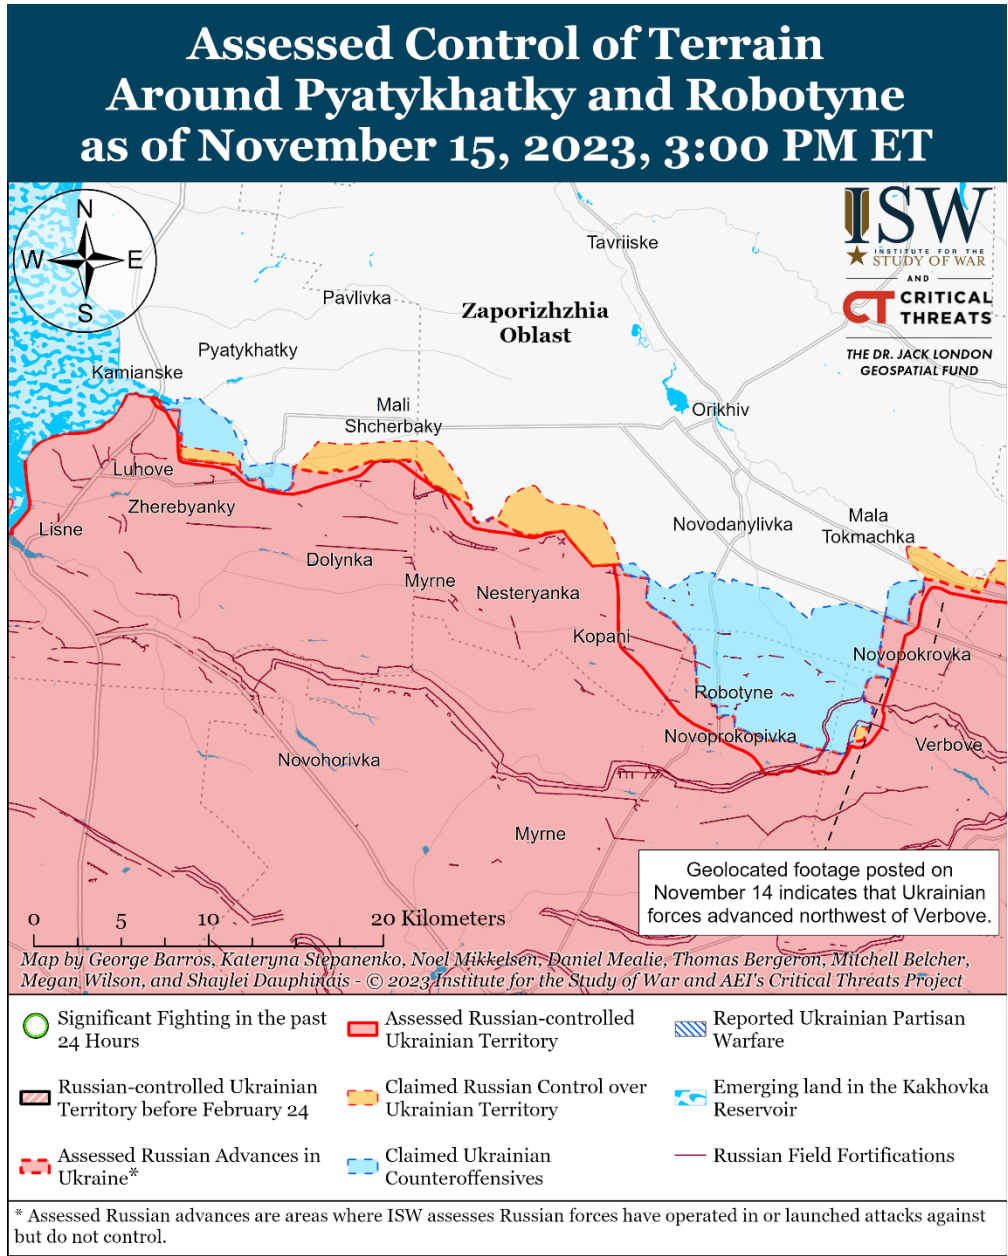 Assessed Control of Terrain
Around Pyatykhatky and Robotyne
as of November 15, 2023, 3:00 PM ET
N
W
E
S
ISW
INSTITUTE FOR THE
STUDY OF WAR
AND
CT CRITICAL
THREATS
THE DR. JACK LONDON
GEOSPATIAL FUND
Tavriiske
Pavlivka
Zaporizhzhia
Oblast
Pyatykhatky
Kamianske
Mali
Shcherbaky
Orikhiv
Luhove
Zherebyanky
Lisne
Novodanylivka
Mala
Tokmachka
Dolynka
Myrne
Nesteryanka
Kopani
Novopokrovka
Robotyne
Novoprokopivka
Verbove
Novohorivka
Myrne
Geolocated footage posted on
November 14 indicates that Ukrainian
forces advanced northwest of Verbove.
0 5 10 20 Kilometers
Map by George Barros, Kateryna Stepanenko, Noel Mikkelsen, Daniel Mealie, Thomas Bergeron, Mitchell Belcher,
Megan Wilson, and Shaylei Dauphinais - © 2023 Institute for the Study of War and AEI's Critical Threats Project
Significant Fighting in the past
24 Hours
Assessed Russian-controlled
Ukrainian Territory
Reported Ukrainian Partisan
Warfare
Russian-controlled Ukrainian
Territory before February 24
Claimed Russian Control over
Ukrainian Territory
Emerging land in the Kakhovka
Reservoir
Assessed Russian Advances in
Ukraine*
Claimed Ukrainian
Counteroffensives
Russian Field Fortifications
* Assessed Russian advances are areas where ISW assesses Russian forces have operated in or launched attacks against
but do not control.